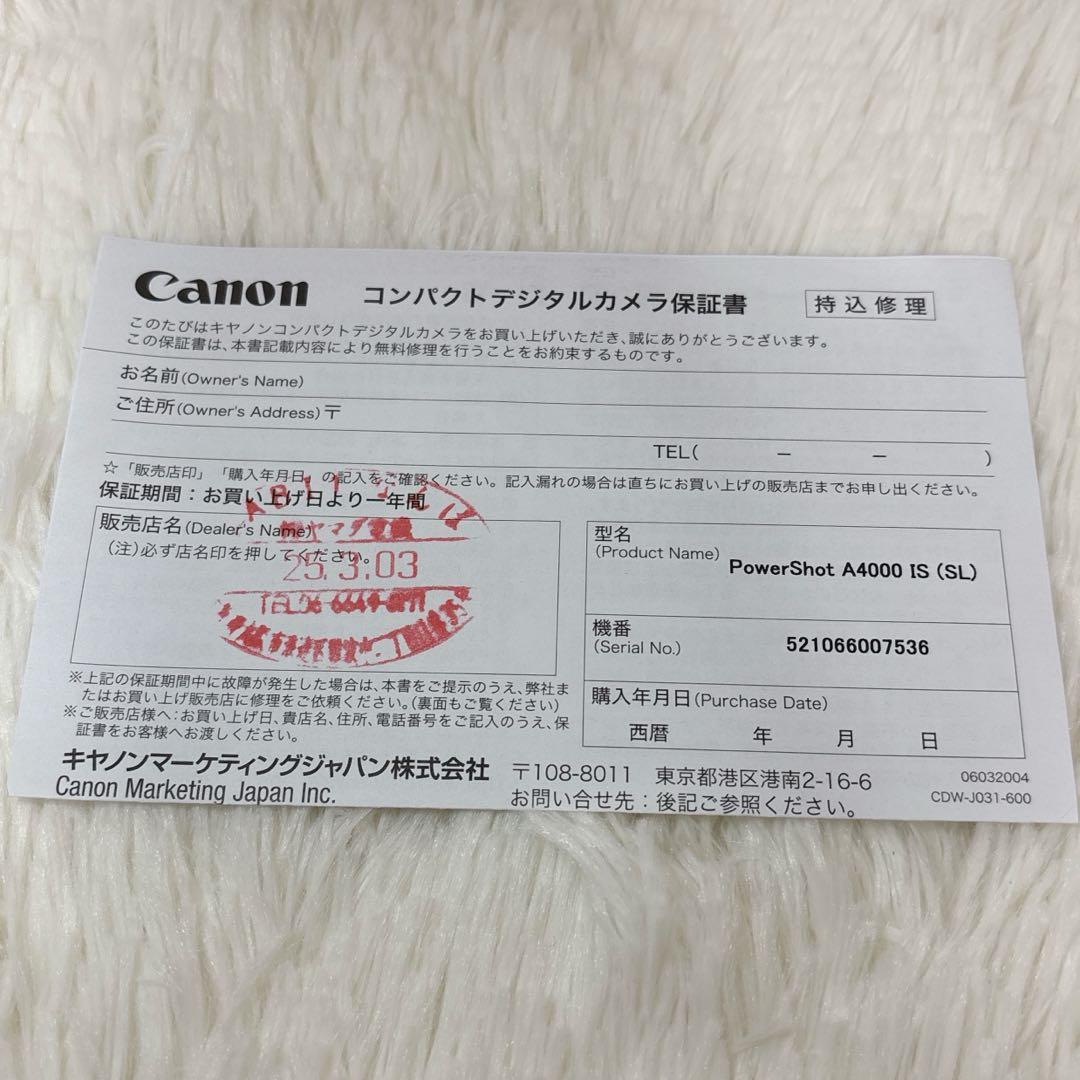 Canon コンパクトデジタルカメラ保証書 持込修理
このたびはキヤノンコンパクトデジタルカメラをお買い上げいただき、誠にありがとうございます。
この保証書は、本書記載内容により無料修理を行うことをお約束するものです。
お名前(Owner's Name)
ご住所(Owner's Address)〒
TEL( − − )
☆「販売店印」「購入年月日」の記入をご確認ください。記入漏れの場合は直ちにお買い上げの販売店までお申し出ください。
保証期間：お買い上げ日より一年間
販売店名(Dealer's Name)
(注)必ず店名印を押してください。
ヤマダ電機
25.3.03
TEL06-6649-
型名
(Product Name) PowerShot A4000 IS (SL)
機番
(Serial No.) 521066007536
購入年月日(Purchase Date)
西暦 年 月 日
※上記の保証期間中に故障が発生した場合は、本書をご提示のうえ、弊社ま
たはお買い上げ販売店に修理をご依頼ください。(裏面もご覧ください)
※ご販売店様へ：お買い上げ日、貴店名、住所、電話番号をご記入のうえ、保
証書をお客様へお渡しください。
キヤノンマーケティングジャパン株式会社
Canon Marketing Japan Inc.
〒108-8011 東京都港区港南2-16-6
お問い合せ先：後記ご参照ください。
06032004
CDW-J031-600